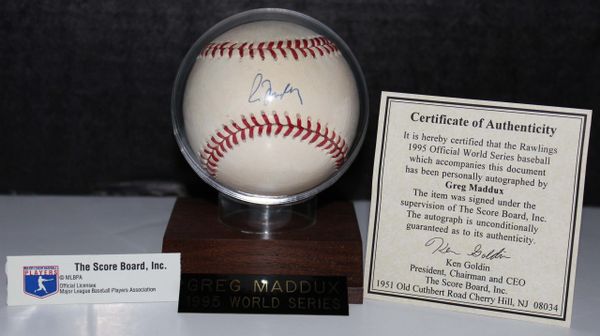 Certificate of Authenticity
It is hereby certified that the Rawlings
1995 Official World Series baseball
which accompanies this document
has been personally autographed by
Greg Maddux
The item was signed under the
supervision of The Score Board, Inc.
The autograph is unconditionally
guaranteed as to its authenticity.
Ken Goldin
Ken Goldin
President, Chairman and CEO
The Score Board, Inc.
1951 Old Cuthbert Road Cherry Hill, NJ 08034
The Score Board, Inc.
© MLBPA
Official Licensee
Major League Baseball Players Association
PLAYERS
GREG MADDUX
1995 WORLD SERIES